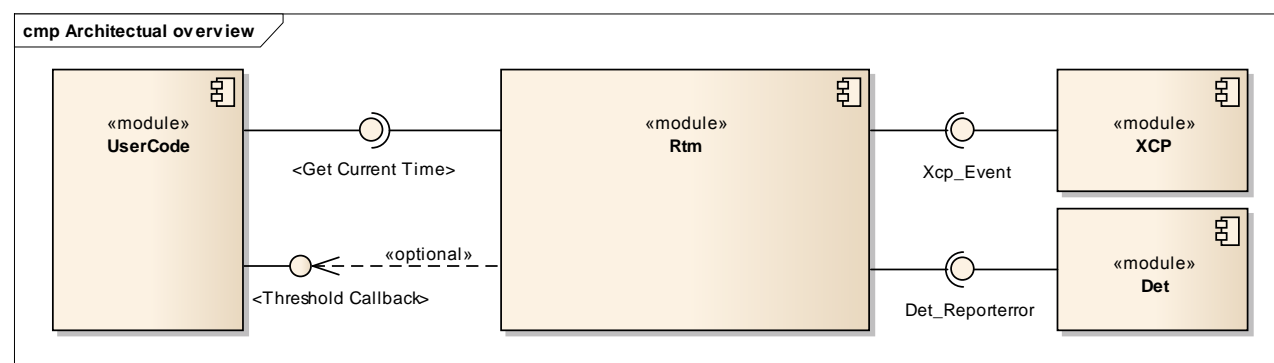 cmp Architectual overview
«module»
UserCode
<Get Current Time>
«optional»
<Threshold Callback>
«module»
Rtm
Xcp_Event
Det_Reporterror
«module»
XCP
«module»
Det